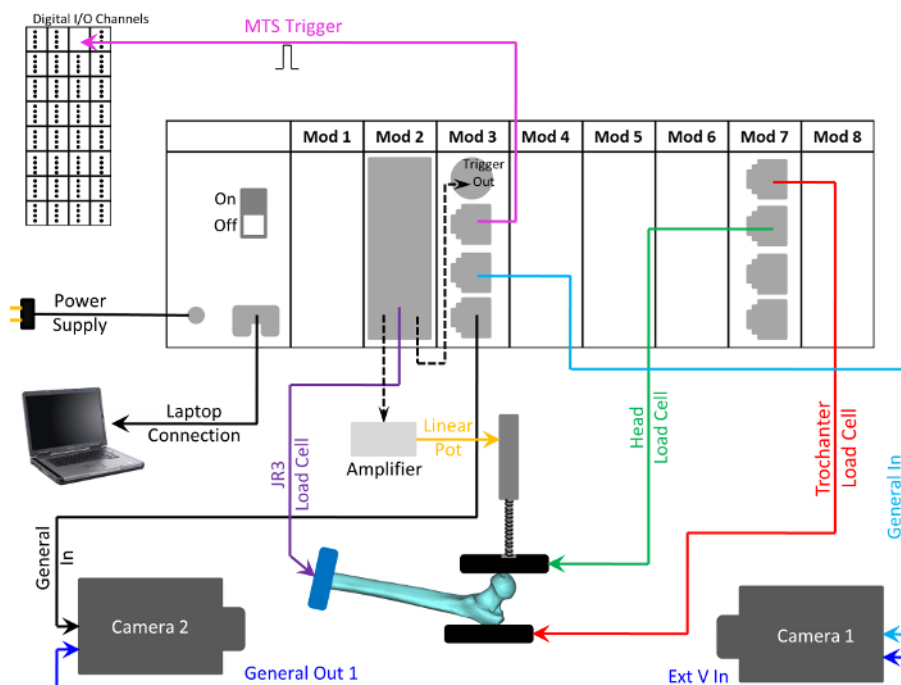 Digital I/O Channels
MTS Trigger
Mod 1
Mod 2
Mod 3
Mod 4
Mod 5
Mod 6
Mod 7
Mod 8
Trigger
Out
On
Off
Power
Supply
Laptop
Connection
JR3
Load Cell
Amplifier
Linear
Pot
Head
Load Cell
Trochanter
Load Cell
General In
General
In
Camera 2
General Out 1
Camera 1
Ext V In